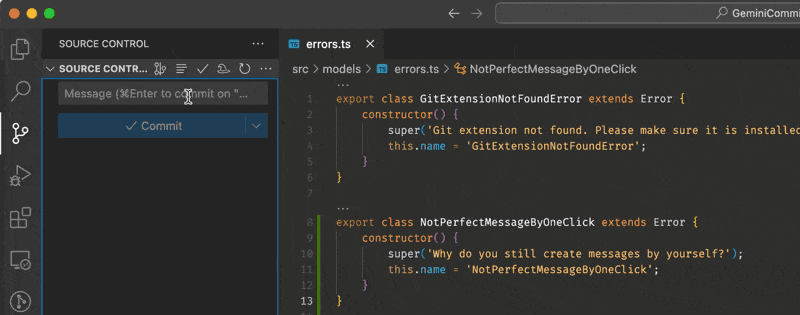 GeminiCommi
SOURCE CONTROL ...
TS errors.ts ×
SOURCE CONTR... ...
src > models > TS errors.ts > NotPerfectMessageByOneClick
Message (⌘Enter to commit on "...
Commit
...
1 export class GitExtensionNotFoundError extends Error {
2 constructor() {
3 super('Git extension not found. Please make sure it is installed
4 this.name = 'GitExtensionNotFoundError';
5 }
6 }
7
...
8 export class NotPerfectMessageByOneClick extends Error {
9 constructor() {
10 super('Why do you still create messages by yourself?');
11 this.name = 'NotPerfectMessageByOneClick';
12 }
13 }